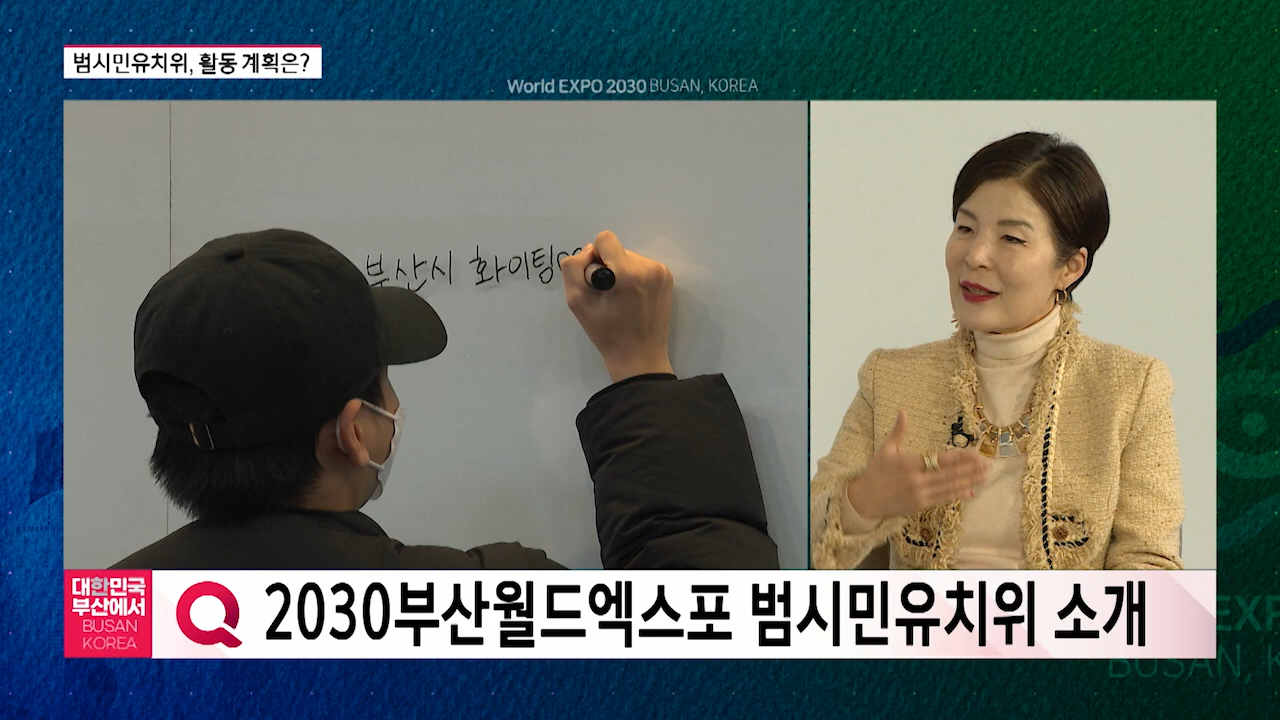 범시민유치위, 활동 계획은?
World EXPO 2030 BUSAN, KOREA
부산시 화이팅
대한민국
부산에서
BUSAN
KOREA
Q 2030부산월드엑스포 범시민유치위 소개
EXPO
BUSAN, K